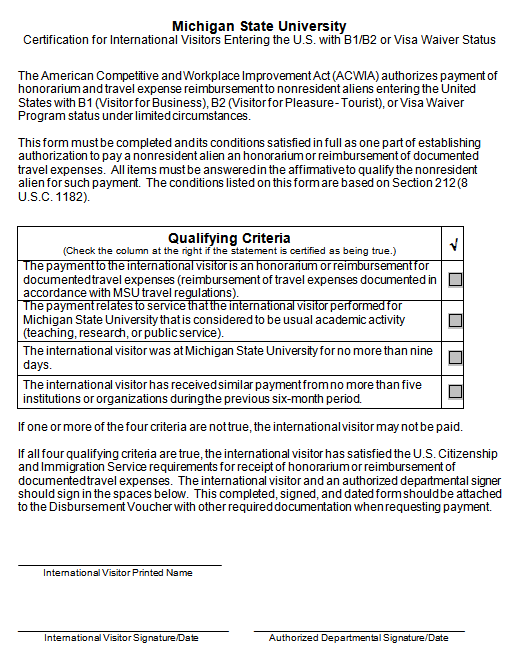 Michigan State University
Certification for International Visitors Entering the U.S. with B1/B2 or Visa Waiver Status
The American Competitive and Workplace Improvement Act (ACWIA) authorizes payment of
honorarium and travel expense reimbursement to nonresident aliens entering the United
States with B1 (Visitor for Business), B2 (Visitor for Pleasure - Tourist), or Visa Waiver
Program status under limited circumstances.
This form must be completed and its conditions satisfied in full as one part of establishing
authorization to pay a nonresident alien an honorarium or reimbursement of documented
travel expenses. All items must be answered in the affirmative to qualify the nonresident
alien for such payment. The conditions listed on this form are based on Section 212 (8
U.S.C. 1182).
Qualifying Criteria
(Check the column at the right if the statement is certified as being true.)
√
The payment to the international visitor is an honorarium or reimbursement for
documented travel expenses (reimbursement of travel expenses documented in
accordance with MSU travel regulations).
The payment relates to service that the international visitor performed for
Michigan State University that is considered to be usual academic activity
(teaching, research, or public service).
The international visitor was at Michigan State University for no more than nine
days.
The international visitor has received similar payment from no more than five
institutions or organizations during the previous six-month period.
If one or more of the four criteria are not true, the international visitor may not be paid.
If all four qualifying criteria are true, the international visitor has satisfied the U.S. Citizenship
and Immigration Service requirements for receipt of honorarium or reimbursement of
documented travel expenses. The international visitor and an authorized departmental signer
should sign in the spaces below. This completed, signed, and dated form should be attached
to the Disbursement Voucher with other required documentation when requesting payment.
International Visitor Printed Name
International Visitor Signature/Date
Authorized Departmental Signature/Date